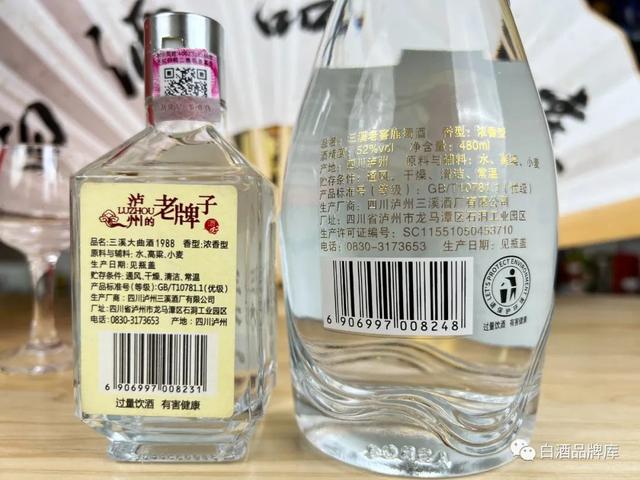 泸州的老牌子
LUZHOU
品名:三溪大曲酒1988 香型:浓香型
原料与辅料:水、高粱、小麦
生产日期:见瓶盖
贮存条件:通风、干燥、清洁、常温
产品标准号(等级):GB/T10781.1(优级)
生产厂商:四川泸州三溪酒厂有限公司
厂址:四川省泸州市龙马潭区石洞工业园区
电话:0830-3173653 产地:四川泸州
6 906997 008231
过量饮酒 有害健康
品名:三溪老窖 香型:浓香型
酒精度:52%vol 净含量:480ml
产地:四川泸州 原料与辅料:水、高粱、小麦
贮存条件:通风、干燥、清洁、常温
产品标准号(等级):GB/T10781.1(优级)
生产厂商:四川泸州三溪酒厂有限公司
厂址:四川省泸州市龙马潭区石洞工业园区
生产许可证编号:SC11551050453710
电话:0830-3173653 生产日期:见瓶盖
6 906997 008248
LET'S PROTECT ENVIRONMENT
过量饮酒 有害健康
白酒品牌库